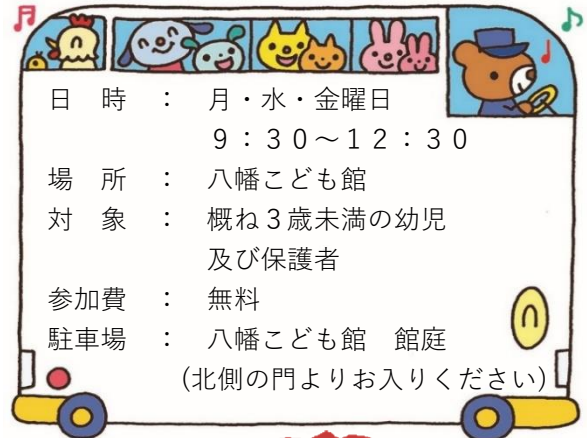 日　時　：　月・水・金曜日
９：３０～１２：３０
場　所　：　八幡こども館
対　象　：　概ね３歳未満の幼児
及び保護者
参加費　：　無料
駐車場　：　八幡こども館　館庭
(北側の門よりお入りください)